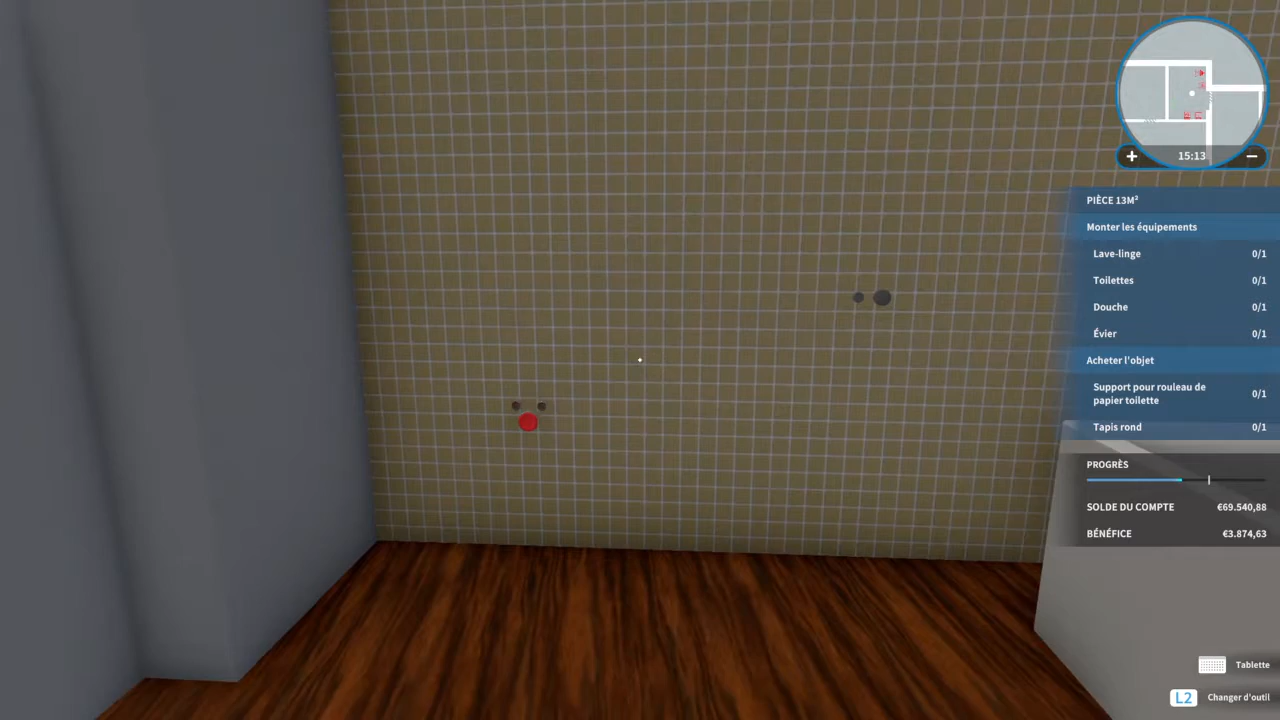 + 15:13 −
PIÈCE 13M²
Monter les équipements
Lave-linge 0/1
Toilettes 0/1
Douche 0/1
Évier 0/1
Acheter l'objet
Support pour rouleau de
papier toilette 0/1
Tapis rond 0/1
PROGRÈS
SOLDE DU COMPTE €69.540,88
BÉNÉFICE €3.874,63
Tablette
L2 Changer d'outil